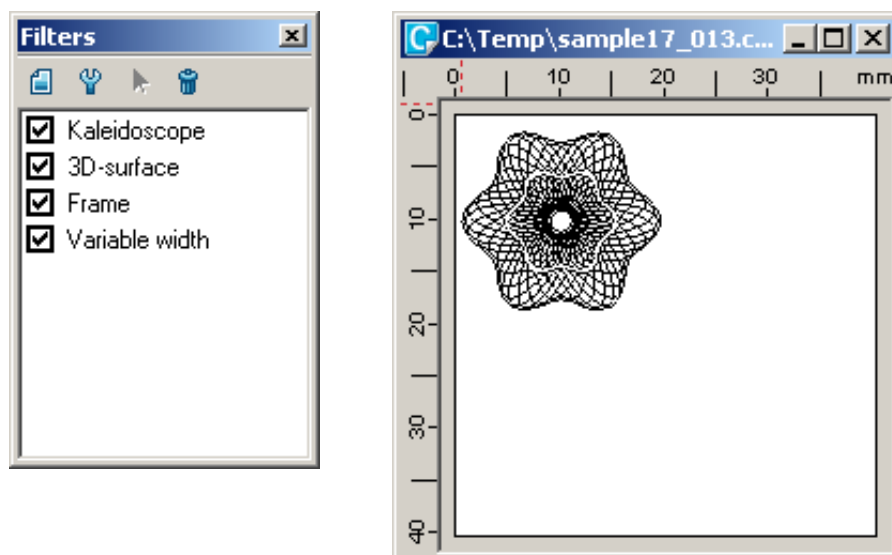 Filters
Kaleidoscope
3D-surface
Frame
Variable width
C:\Temp\sample17_013.c...
0 10 20 30 mm
0
10
20
30
40